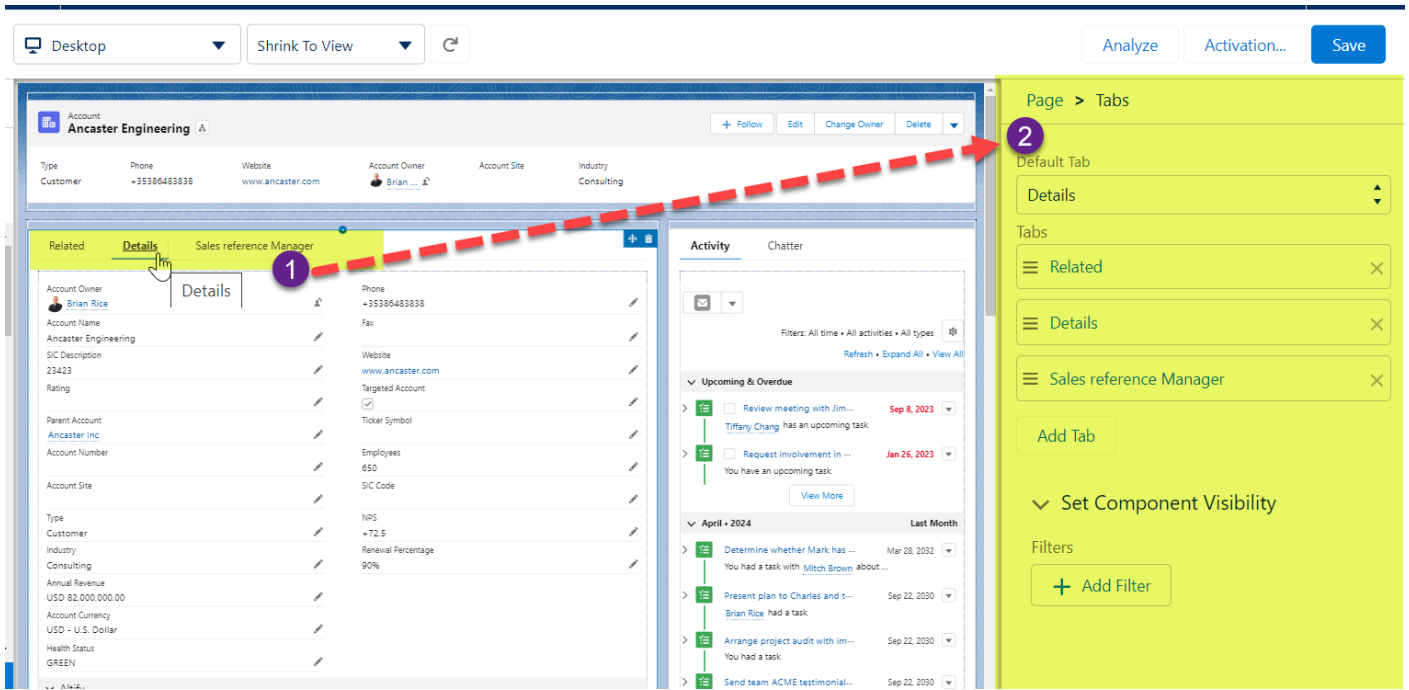 Desktop
Shrink To View
Analyze
Activation...
Save
Account
Ancaster Engineering
+ Follow
Edit
Change Owner
Delete
Type Phone Website Account Owner Account Site Industry
Customer +35386483838 www.ancaster.com Brian ... Consulting
Related Details Sales reference Manager
1
Details
Account Owner Phone
Brian Rice +35386483838
Account Name Fax
Ancaster Engineering
SIC Description Website
23423 www.ancaster.com
Rating Targeted Account
Parent Account Ticker Symbol
Ancaster Inc
Account Number Employees
650
Account Site SIC Code
Type NPS
Customer +72.5
Industry Renewal Percentage
Consulting 90%
Annual Revenue
USD 82,000,000.00
Account Currency
USD - U.S. Dollar
Health Status
GREEN
Altify
Activity Chatter
Filters: All time • All activities • All types
Refresh • Expand All • View All
Upcoming & Overdue
Review meeting with Jim... Sep 8, 2023
Tiffany Chang has an upcoming task
Request involvement in ... Jan 26, 2023
You have an upcoming task
View More
April • 2024 Last Month
Determine whether Mark has ... Mar 28, 2032
You had a task with Mitch Brown about ...
Present plan to Charles and t... Sep 22, 2030
Brian Rice had a task
Arrange project audit with im... Sep 22, 2030
You had a task
Send team ACME testimonial... Sep 22, 2030
Page > Tabs
2
Default Tab
Details
Tabs
Related
Details
Sales reference Manager
Add Tab
Set Component Visibility
Filters
+ Add Filter